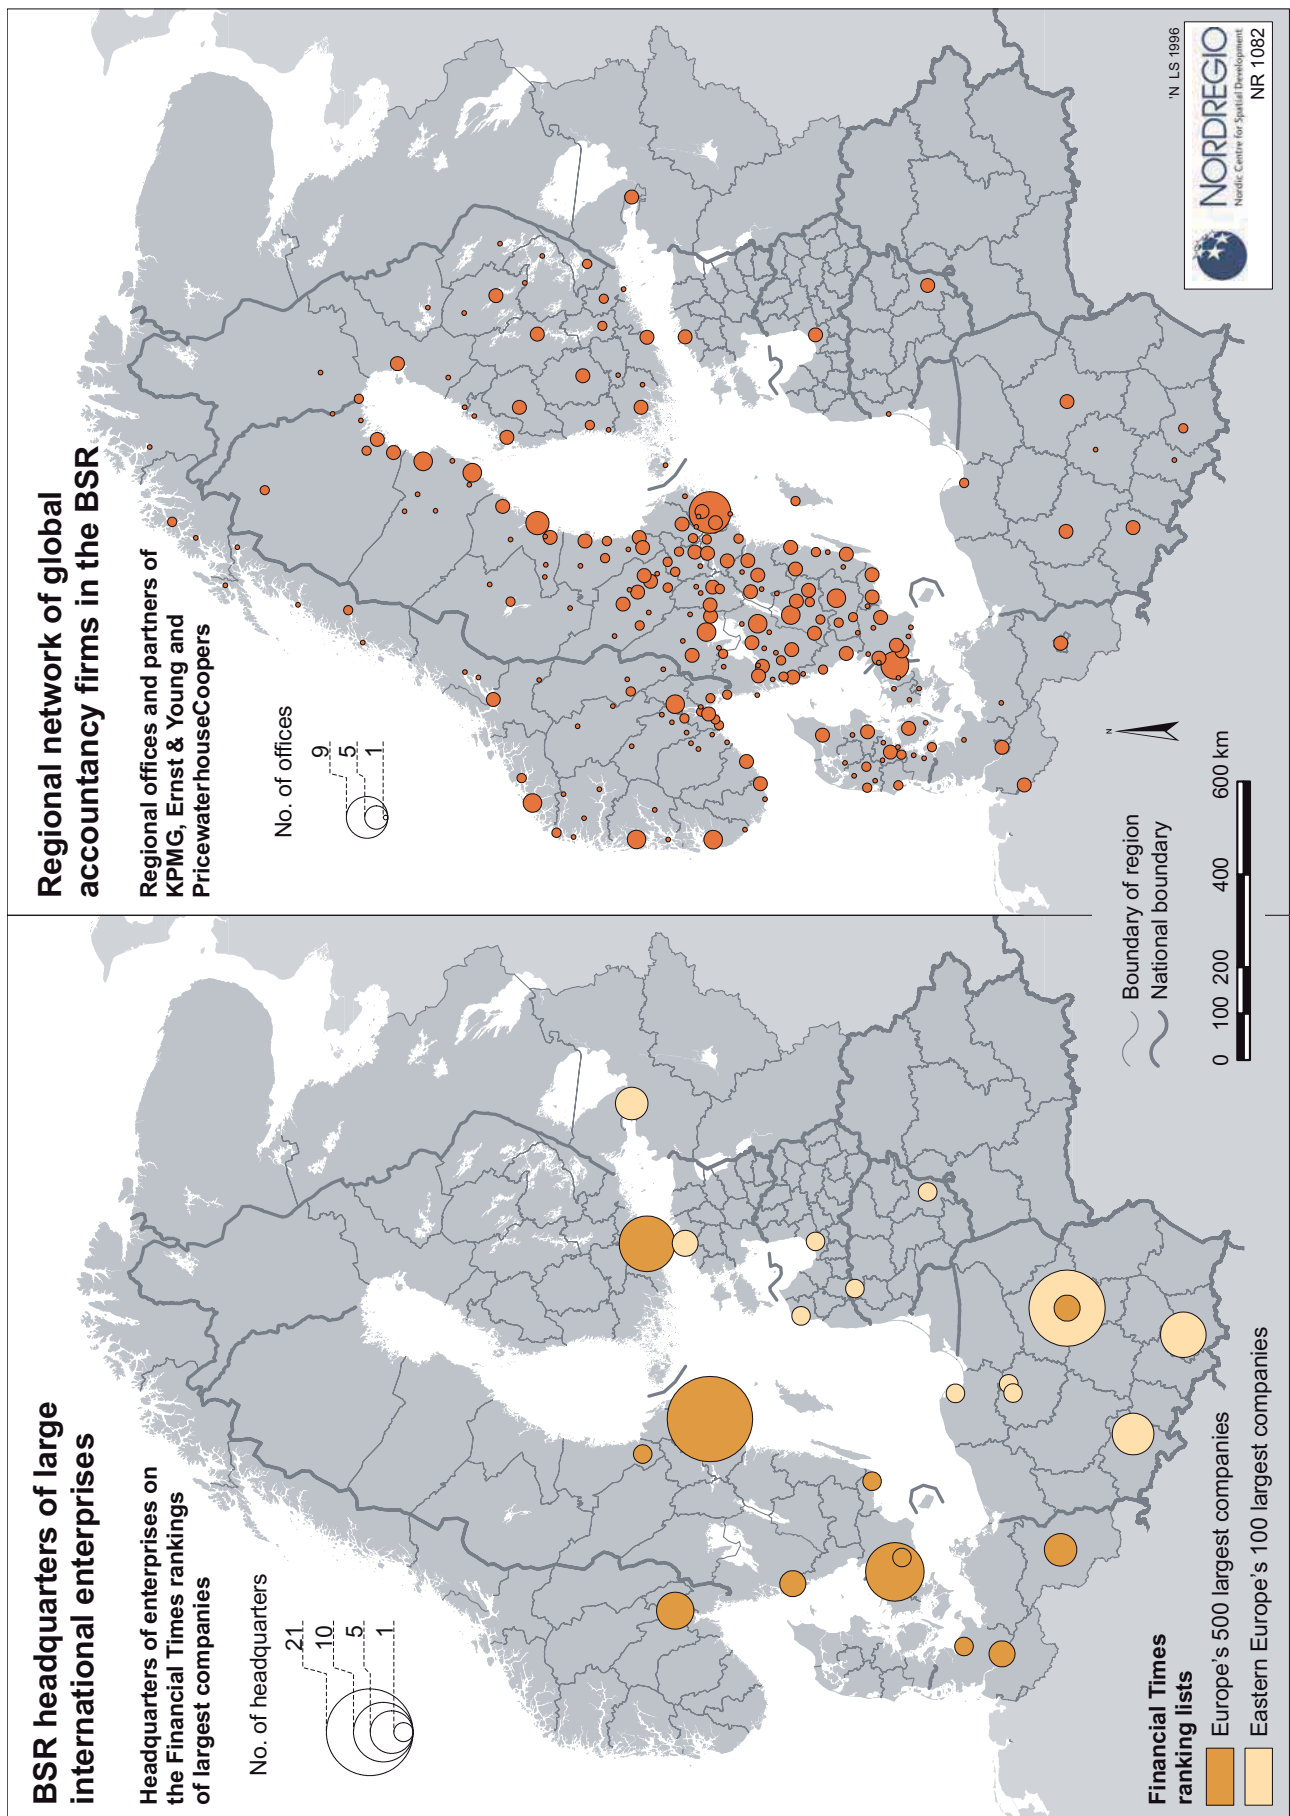 BSR headquarters of large
international enterprises
Headquarters of enterprises on
the Financial Times rankings
of largest companies
No. of headquarters
21
10
5
1
Financial Times
ranking lists
Europe's 500 largest companies
Eastern Europe's 100 largest companies
Regional network of global
accountancy firms in the BSR
Regional offices and partners of
KPMG, Ernst & Young and
PricewaterhouseCoopers
No. of offices
9
5
1
Boundary of region
National boundary
0 100 200 400 600 km
N
'N LS 1996
NORDREGIO
Nordic Centre for Spatial Development
NR 1082